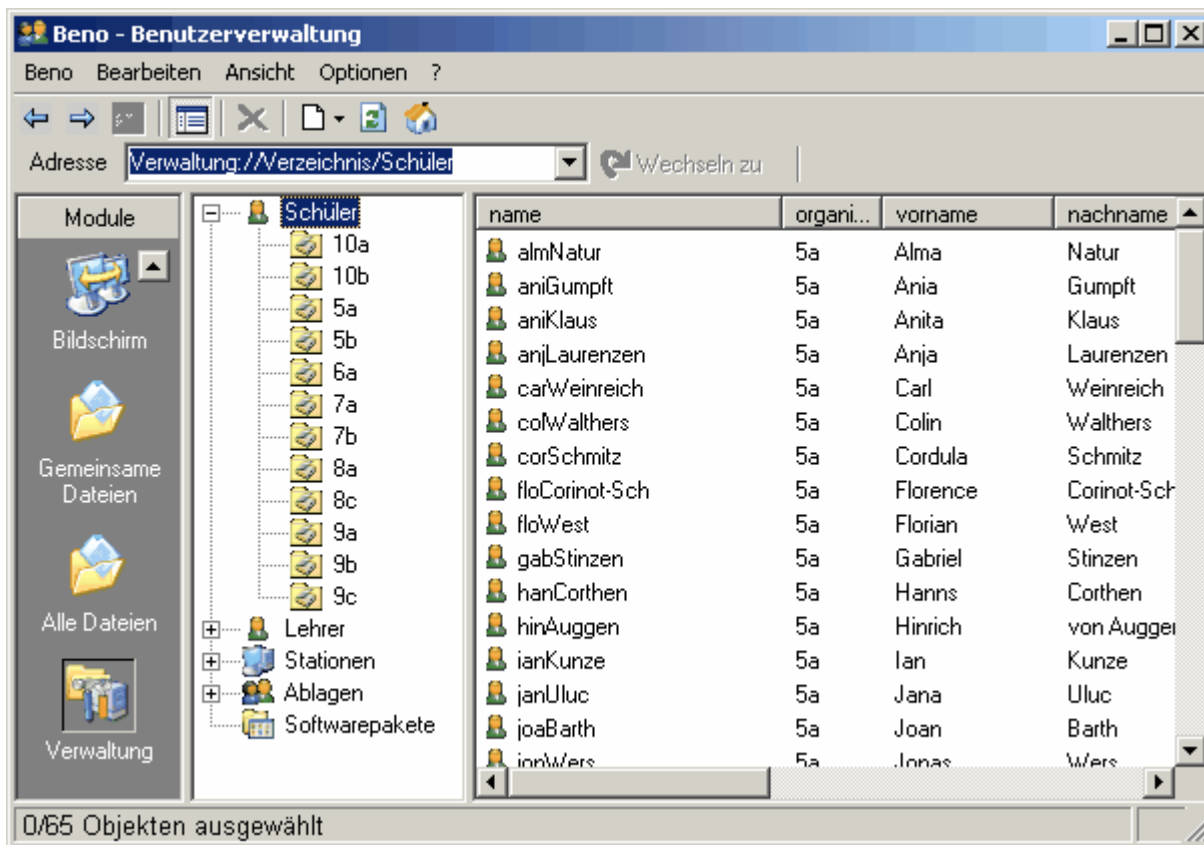 Beno - Benutzerverwaltung
Beno Bearbeiten Ansicht Optionen ?
Adresse Verwaltung://Verzeichnis/Schüler Wechseln zu
Module
Bildschirm
Gemeinsame
Dateien
Alle Dateien
Verwaltung
Schüler
10a
10b
5a
5b
6a
7a
7b
8a
8c
9a
9b
9c
Lehrer
Stationen
Ablagen
Softwarepakete
name organi... vorname nachname
almNatur 5a Alma Natur
aniGumpft 5a Ania Gumpft
aniKlaus 5a Anita Klaus
anjLaurenzen 5a Anja Laurenzen
carWeinreich 5a Carl Weinreich
colWalthers 5a Colin Walthers
corSchmitz 5a Cordula Schmitz
floCorinot-Sch 5a Florence Corinot-Sch
floWest 5a Florian West
gabStinzen 5a Gabriel Stinzen
hanCorthen 5a Hanns Corthen
hinAuggen 5a Hinrich von Auggen
ianKunze 5a Ian Kunze
janUluc 5a Jana Uluc
joaBarth 5a Joan Barth
jonWers 5a Jonas Wers
0/65 Objekten ausgewählt